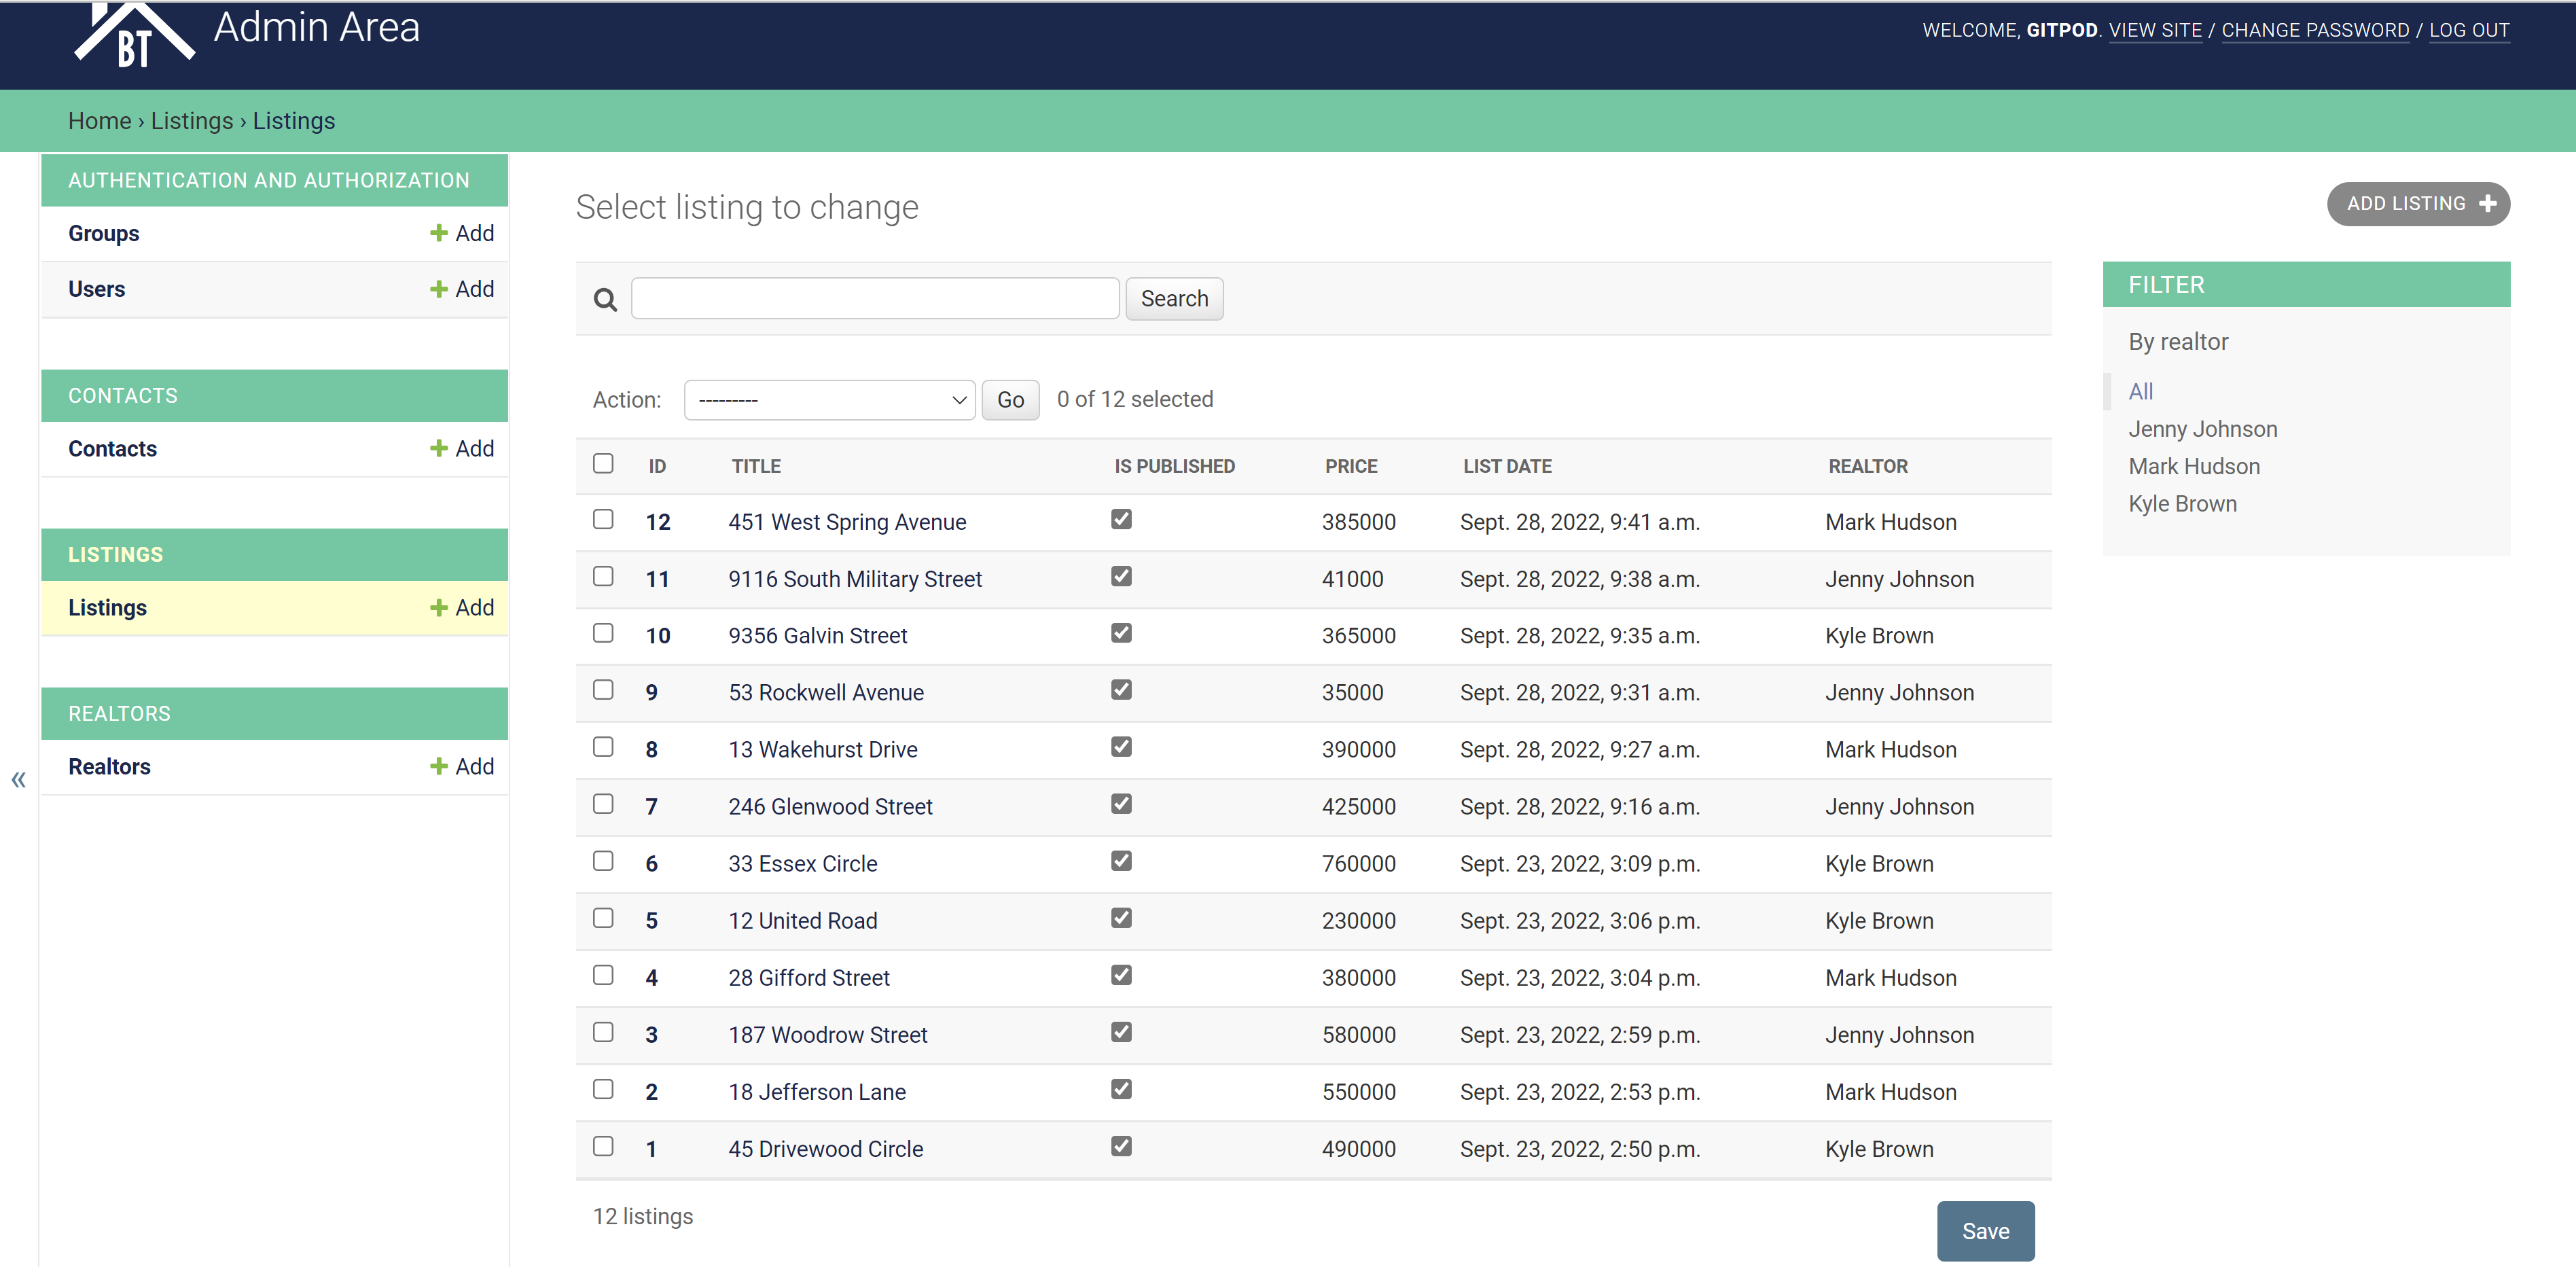 BT Admin Area
WELCOME, GITPOD. VIEW SITE / CHANGE PASSWORD / LOG OUT
Home › Listings › Listings
AUTHENTICATION AND AUTHORIZATION
Groups Add
Users Add
CONTACTS
Contacts Add
LISTINGS
Listings Add
REALTORS
Realtors Add
«
Select listing to change
ADD LISTING
Search
Action: --------- Go 0 of 12 selected
ID TITLE IS PUBLISHED PRICE LIST DATE REALTOR
12 451 West Spring Avenue 385000 Sept. 28, 2022, 9:41 a.m. Mark Hudson
11 9116 South Military Street 41000 Sept. 28, 2022, 9:38 a.m. Jenny Johnson
10 9356 Galvin Street 365000 Sept. 28, 2022, 9:35 a.m. Kyle Brown
9 53 Rockwell Avenue 35000 Sept. 28, 2022, 9:31 a.m. Jenny Johnson
8 13 Wakehurst Drive 390000 Sept. 28, 2022, 9:27 a.m. Mark Hudson
7 246 Glenwood Street 425000 Sept. 28, 2022, 9:16 a.m. Jenny Johnson
6 33 Essex Circle 760000 Sept. 23, 2022, 3:09 p.m. Kyle Brown
5 12 United Road 230000 Sept. 23, 2022, 3:06 p.m. Kyle Brown
4 28 Gifford Street 380000 Sept. 23, 2022, 3:04 p.m. Mark Hudson
3 187 Woodrow Street 580000 Sept. 23, 2022, 2:59 p.m. Jenny Johnson
2 18 Jefferson Lane 550000 Sept. 23, 2022, 2:53 p.m. Mark Hudson
1 45 Drivewood Circle 490000 Sept. 23, 2022, 2:50 p.m. Kyle Brown
12 listings
Save
FILTER
By realtor
All
Jenny Johnson
Mark Hudson
Kyle Brown